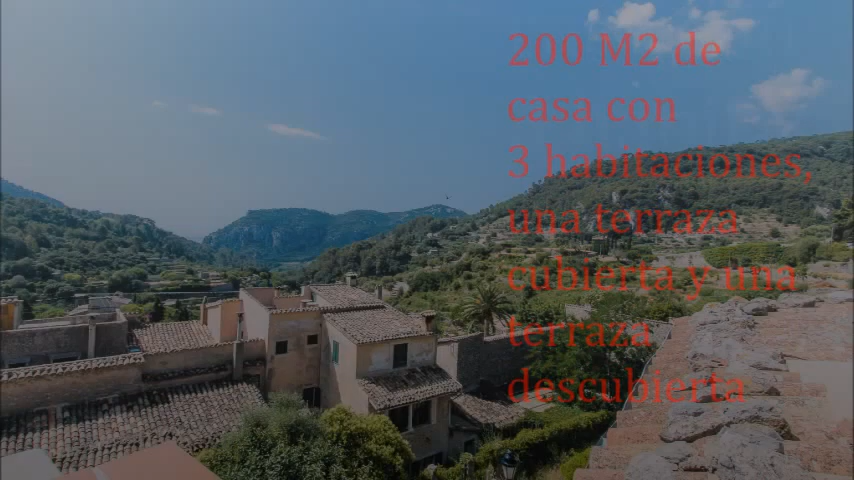 200 M2 de
casa con
3 habitaciones,
una terraza
cubierta y una
terraza
descubierta